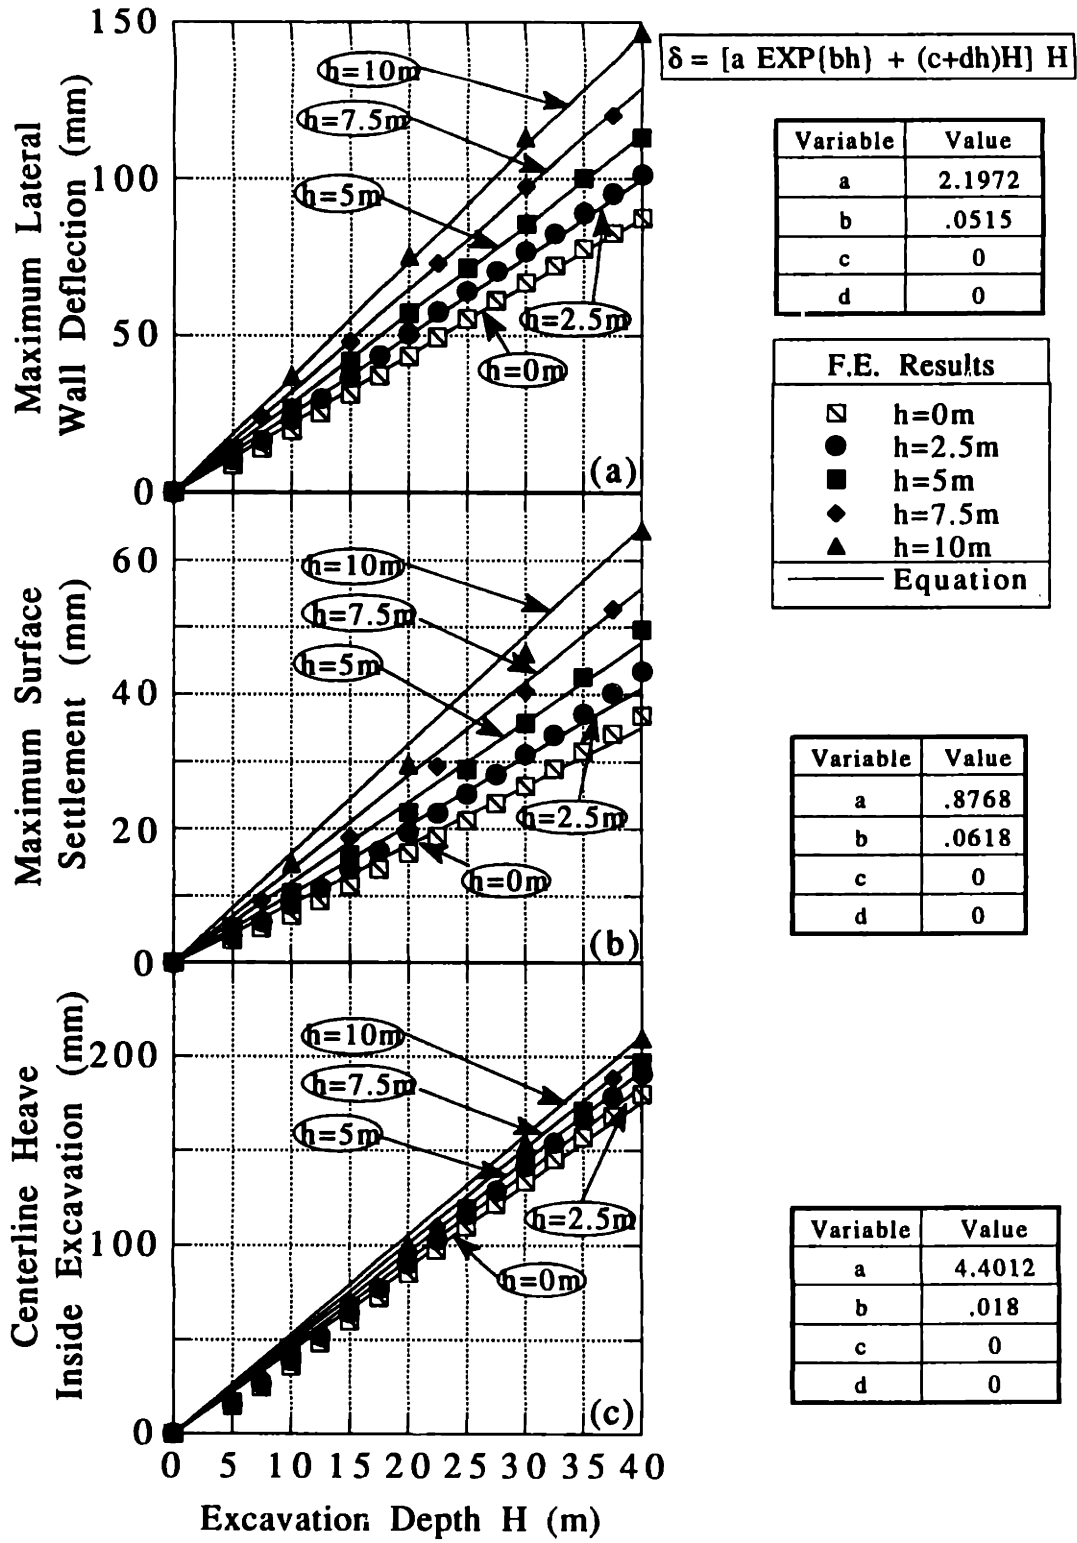 δ = [a EXP{bh} + (c+dh)H] H
Maximum Lateral
Wall Deflection (mm)
150
100
50
0
h=10m
h=7.5m
h=5m
h=2.5m
h=0m
(a)
Variable Value
a 2.1972
b .0515
c 0
d 0
F.E. Results
h=0m
h=2.5m
h=5m
h=7.5m
h=10m
Equation
Maximum Surface
Settlement (mm)
60
40
20
0
h=10m
h=7.5m
h=5m
h=2.5m
h=0m
(b)
Variable Value
a .8768
b .0618
c 0
d 0
Centerline Heave
Inside Excavation (mm)
200
100
0
h=10m
h=7.5m
h=5m
h=2.5m
h=0m
(c)
Variable Value
a 4.4012
b .018
c 0
d 0
0 5 10 15 20 25 30 35 40
Excavation Depth H (m)